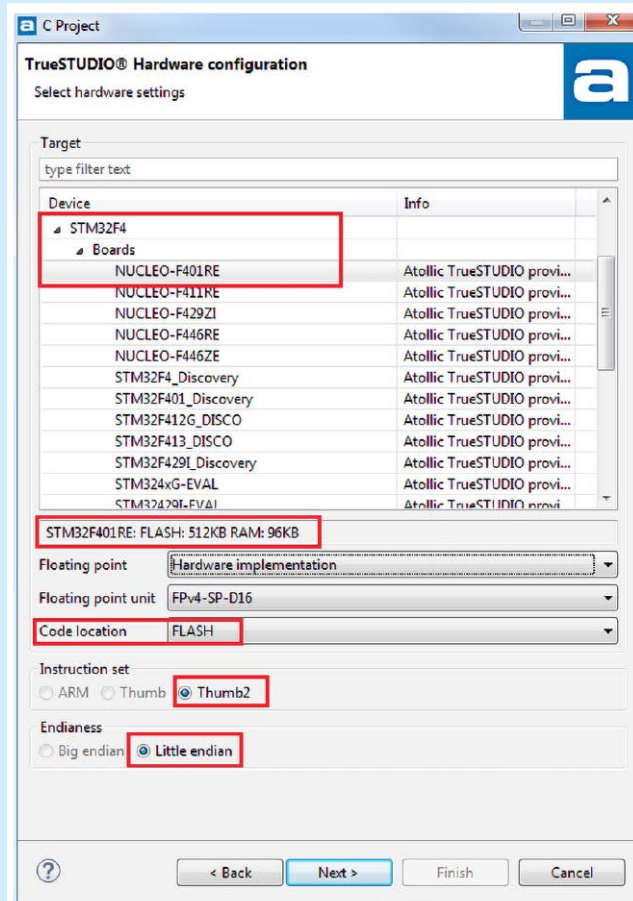 C Project
TrueSTUDIO® Hardware configuration
Select hardware settings
a
Target
type filter text
Device Info
STM32F4
Boards
NUCLEO-F401RE Atollic TrueSTUDIO provi...
NUCLEO-F411RE Atollic TrueSTUDIO provi...
NUCLEO-F429ZI Atollic TrueSTUDIO provi...
NUCLEO-F446RE Atollic TrueSTUDIO provi...
NUCLEO-F446ZE Atollic TrueSTUDIO provi...
STM32F4_Discovery Atollic TrueSTUDIO provi...
STM32F401_Discovery Atollic TrueSTUDIO provi...
STM32F412G_DISCO Atollic TrueSTUDIO provi...
STM32F413_DISCO Atollic TrueSTUDIO provi...
STM32F429I_Discovery Atollic TrueSTUDIO provi...
STM324xG-EVAL Atollic TrueSTUDIO provi...
STM32429I-EVAL Atollic TrueSTUDIO provi...
STM32F401RE: FLASH: 512KB RAM: 96KB
Floating point Hardware implementation
Floating point unit FPv4-SP-D16
Code location FLASH
Instruction set
ARM Thumb Thumb2
Endianess
Big endian Little endian
? < Back Next > Finish Cancel